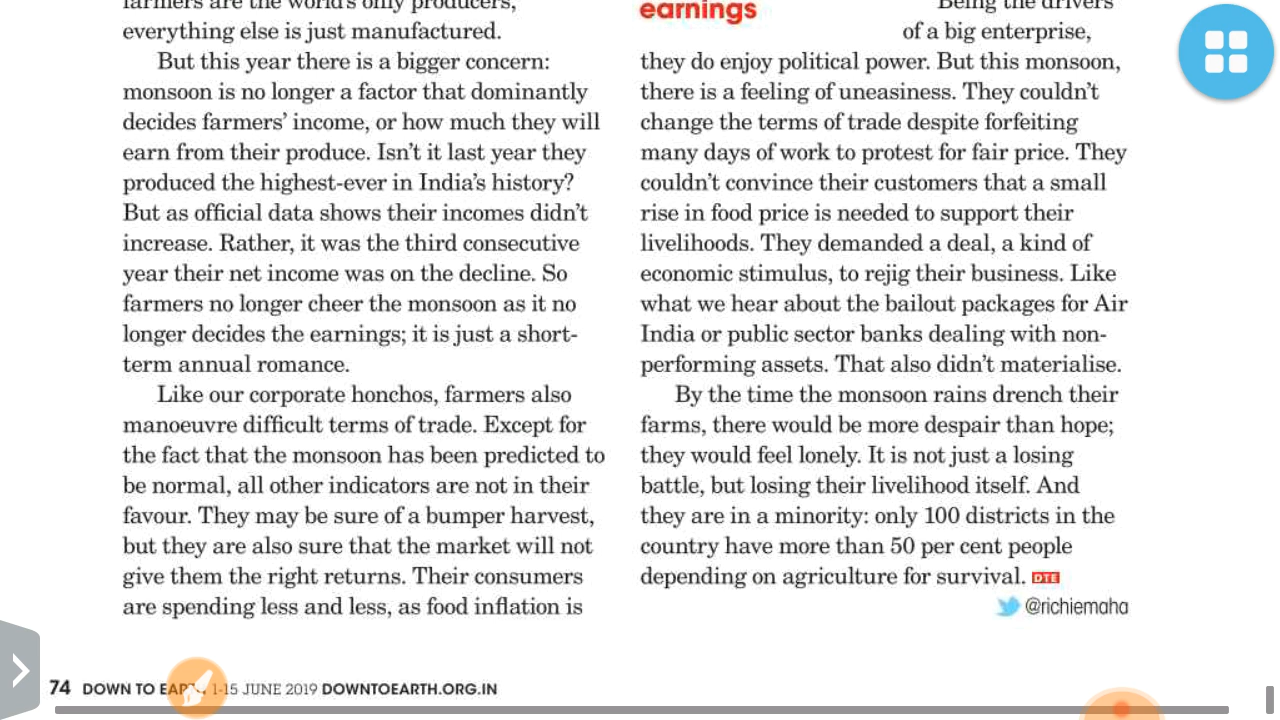 farmers are the world's only producers,
everything else is just manufactured.
But this year there is a bigger concern:
monsoon is no longer a factor that dominantly
decides farmers' income, or how much they will
earn from their produce. Isn't it last year they
produced the highest-ever in India's history?
But as official data shows their incomes didn't
increase. Rather, it was the third consecutive
year their net income was on the decline. So
farmers no longer cheer the monsoon as it no
longer decides the earnings; it is just a short-
term annual romance.
Like our corporate honchos, farmers also
manoeuvre difficult terms of trade. Except for
the fact that the monsoon has been predicted to
be normal, all other indicators are not in their
favour. They may be sure of a bumper harvest,
but they are also sure that the market will not
give them the right returns. Their consumers
are spending less and less, as food inflation is
earnings
Being the drivers
of a big enterprise,
they do enjoy political power. But this monsoon,
there is a feeling of uneasiness. They couldn't
change the terms of trade despite forfeiting
many days of work to protest for fair price. They
couldn't convince their customers that a small
rise in food price is needed to support their
livelihoods. They demanded a deal, a kind of
economic stimulus, to rejig their business. Like
what we hear about the bailout packages for Air
India or public sector banks dealing with non-
performing assets. That also didn't materialise.
By the time the monsoon rains drench their
farms, there would be more despair than hope;
they would feel lonely. It is not just a losing
battle, but losing their livelihood itself. And
they are in a minority: only 100 districts in the
country have more than 50 per cent people
depending on agriculture for survival. DTE
@richiemaha
74 DOWN TO EARTH 1-15 JUNE 2019 DOWNTOEARTH.ORG.IN